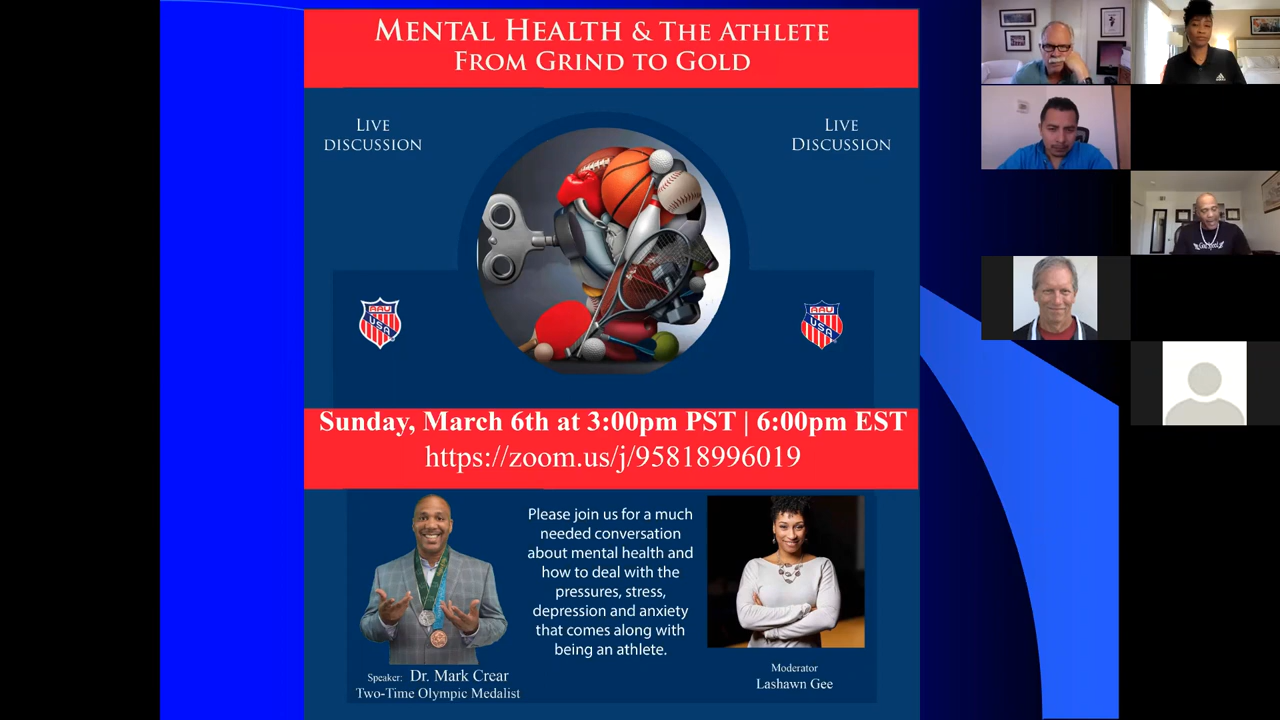 MENTAL HEALTH & THE ATHLETE
FROM GRIND TO GOLD
LIVE
DISCUSSION
LIVE
DISCUSSION
AAU
USA
AAU
USA
Sunday, March 6th at 3:00pm PST | 6:00pm EST
https://zoom.us/j/95818996019
Please join us for a much
needed conversation
about mental health and
how to deal with the
pressures, stress,
depression and anxiety
that comes along with
being an athlete.
Speaker: Dr. Mark Crear
Two-Time Olympic Medalist
Moderator
Lashawn Gee